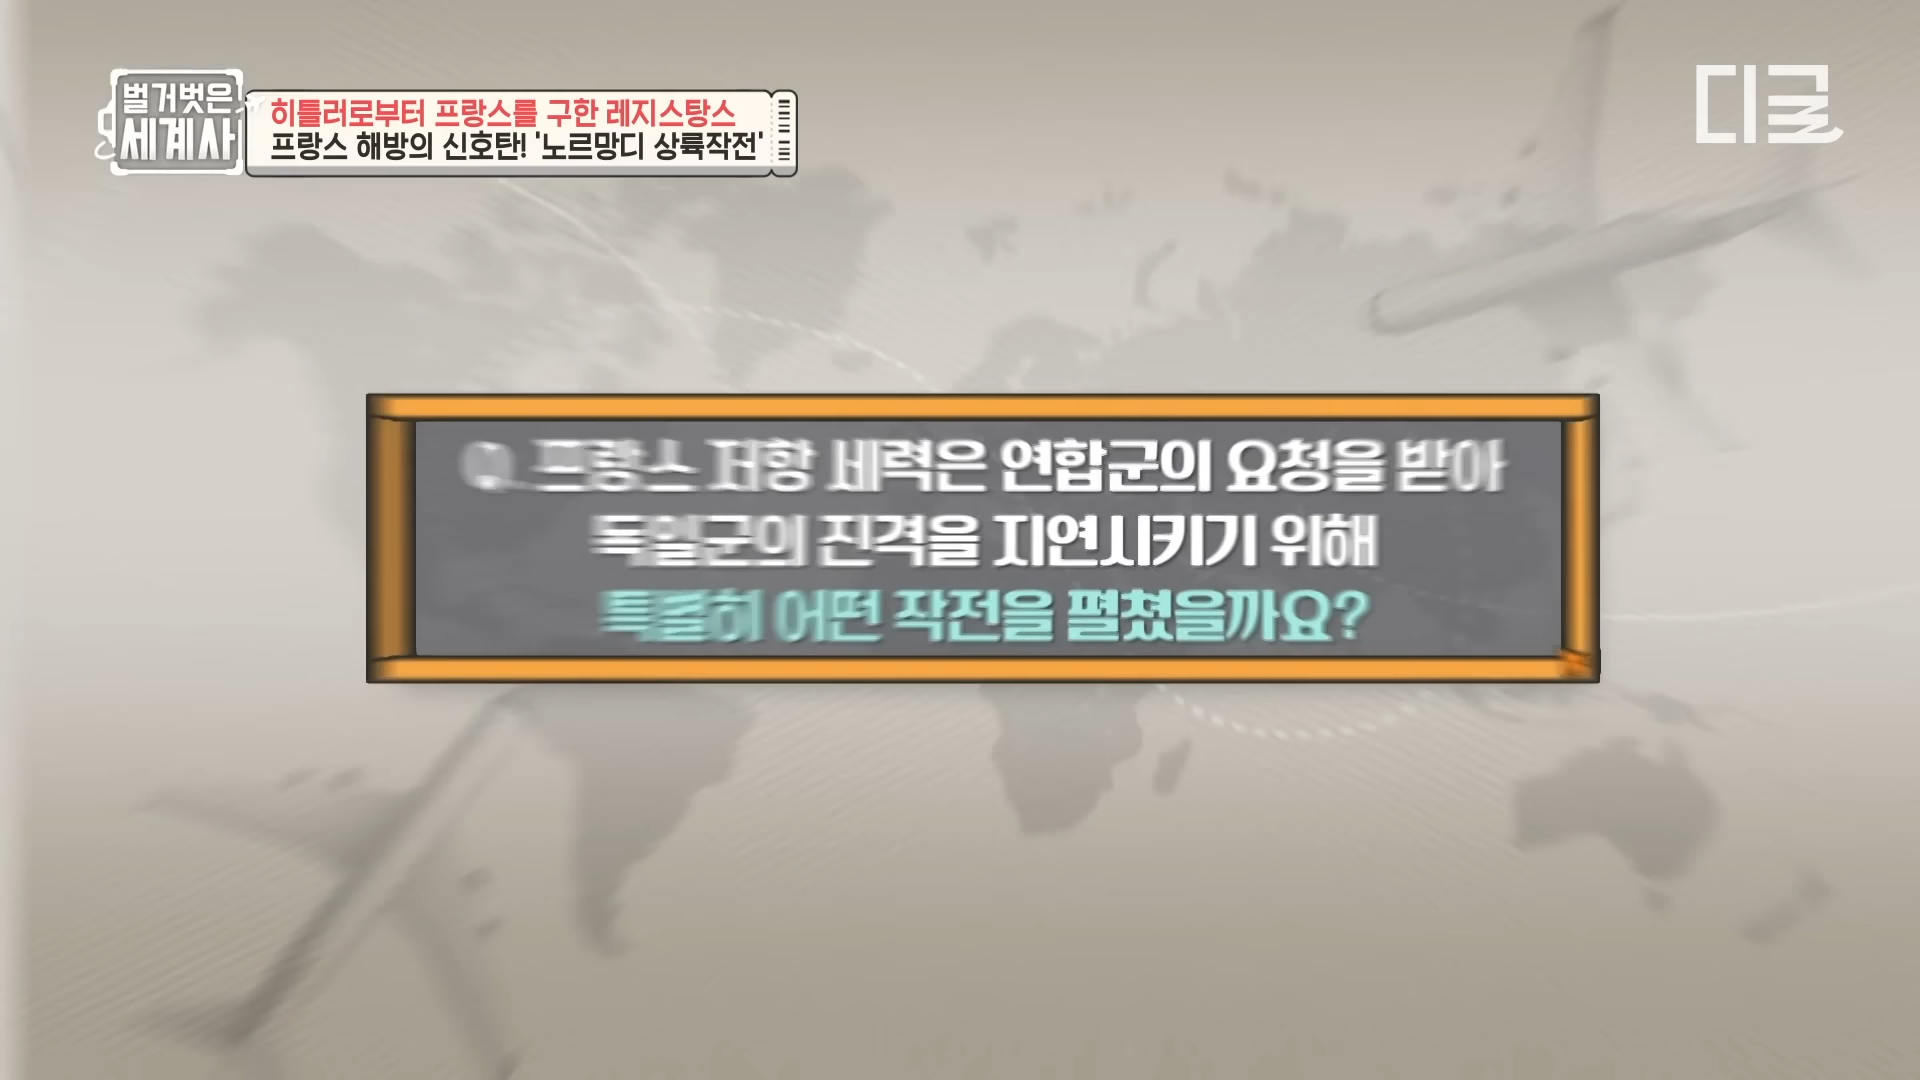 벌거벗은
세계사
히틀러로부터 프랑스를 구한 레지스탕스
프랑스 해방의 신호탄! '노르망디 상륙작전'
디글
Q. 프랑스 저항 세력은 연합군의 요청을 받아
독일군의 진격을 지연시키기 위해
특별히 어떤 작전을 펼쳤을까요?